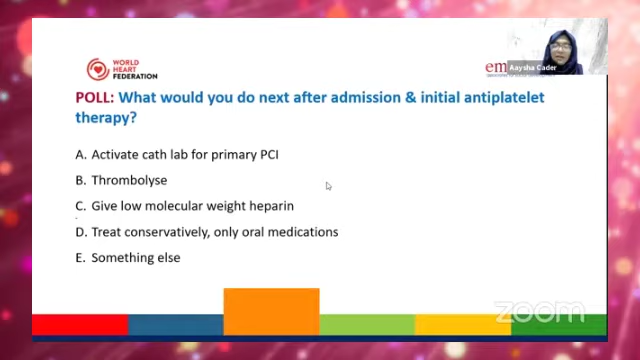 WORLD
HEART
FEDERATION
em
Aaysha Cader
POLL: What would you do next after admission & initial antiplatelet
therapy?
A. Activate cath lab for primary PCI
B. Thrombolyse
C. Give low molecular weight heparin
D. Treat conservatively, only oral medications
E. Something else
zoom